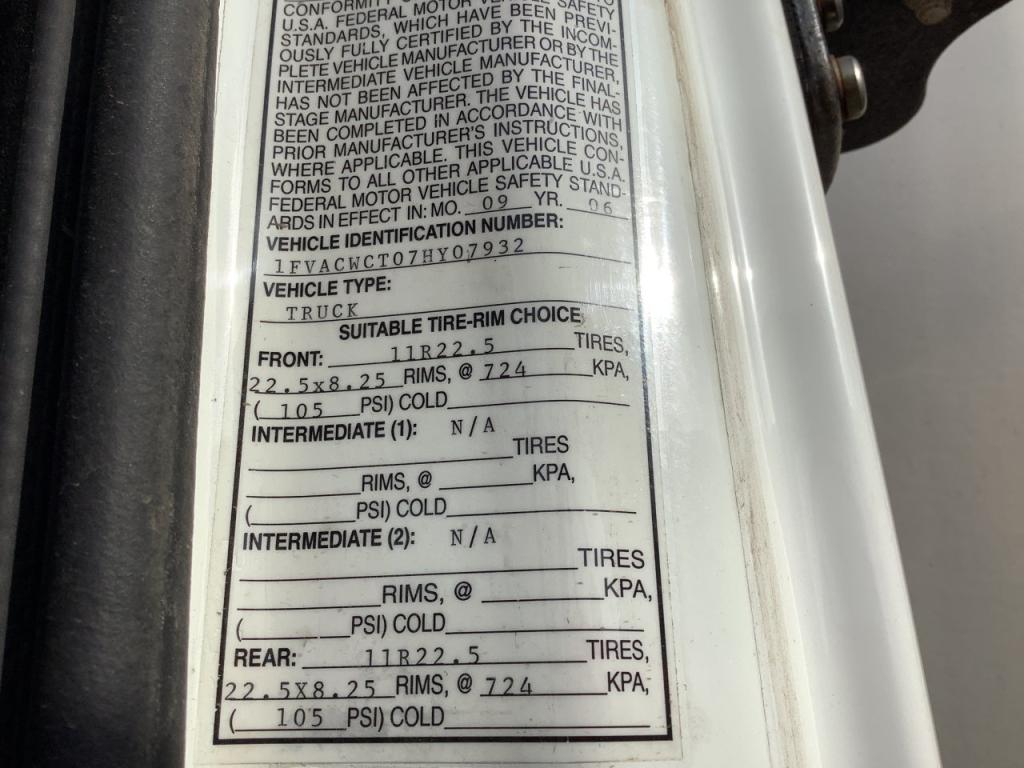 CONFORMITY
U.S.A. FEDERAL MOTOR VEHICLE SAFETY
STANDARDS, WHICH HAVE BEEN PREVI-
OUSLY FULLY CERTIFIED BY THE INCOM-
PLETE VEHICLE MANUFACTURER OR BY THE
INTERMEDIATE VEHICLE MANUFACTURER,
HAS NOT BEEN AFFECTED BY THE FINAL-
STAGE MANUFACTURER. THE VEHICLE HAS
BEEN COMPLETED IN ACCORDANCE WITH
PRIOR MANUFACTURER'S INSTRUCTIONS,
WHERE APPLICABLE. THIS VEHICLE CON-
FORMS TO ALL OTHER APPLICABLE U.S.A.
FEDERAL MOTOR VEHICLE SAFETY STAND-
ARDS IN EFFECT IN: MO. 09 YR. 06
VEHICLE IDENTIFICATION NUMBER:
1FVACWCT07HY07932
VEHICLE TYPE:
TRUCK
SUITABLE TIRE-RIM CHOICE
FRONT: 11R22.5 TIRES,
22.5x8.25 RIMS, @ 724 KPA,
( 105 PSI) COLD
INTERMEDIATE (1): N/A
TIRES
RIMS, @ KPA,
( PSI) COLD
INTERMEDIATE (2): N/A
TIRES
RIMS, @ KPA,
( PSI) COLD
REAR: 11R22.5 TIRES,
22.5X8.25 RIMS, @ 724 KPA,
( 105 PSI) COLD